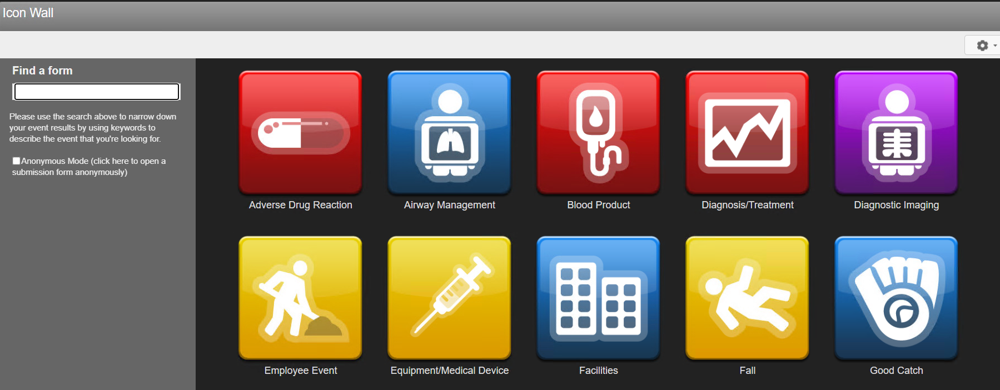 Icon Wall
Find a form
Please use the search above to narrow down
your event results by using keywords to
describe the event that you're looking for.
Anonymous Mode (click here to open a
submission form anonymously)
Adverse Drug Reaction
Airway Management
Blood Product
Diagnosis/Treatment
Diagnostic Imaging
Employee Event
Equipment/Medical Device
Facilities
Fall
Good Catch